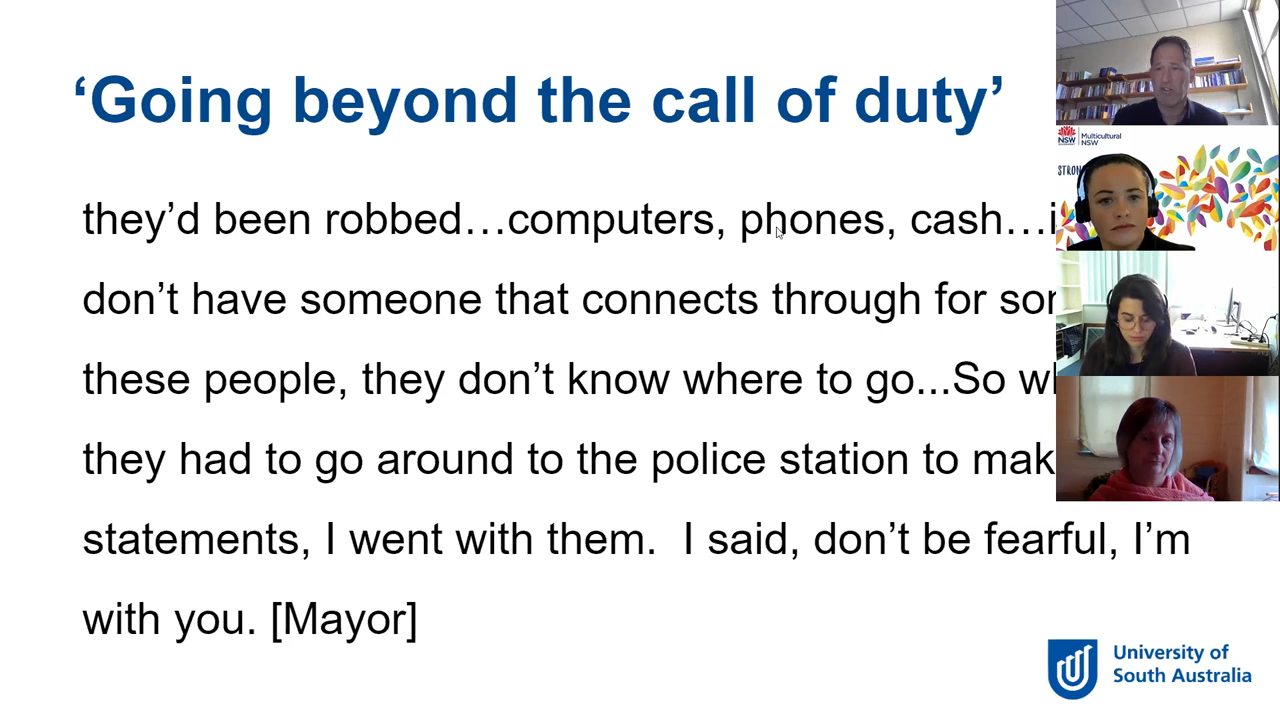 ‘Going beyond the call of duty’
they’d been robbed…computers, phones, cash…
don’t have someone that connects through for
these people, they don’t know where to go...So
they had to go around to the police station to
statements, I went with them.  I said, don’t be fearful, I’m
with you. [Mayor]
NSW
Multicultural
NSW
University of
South Australia